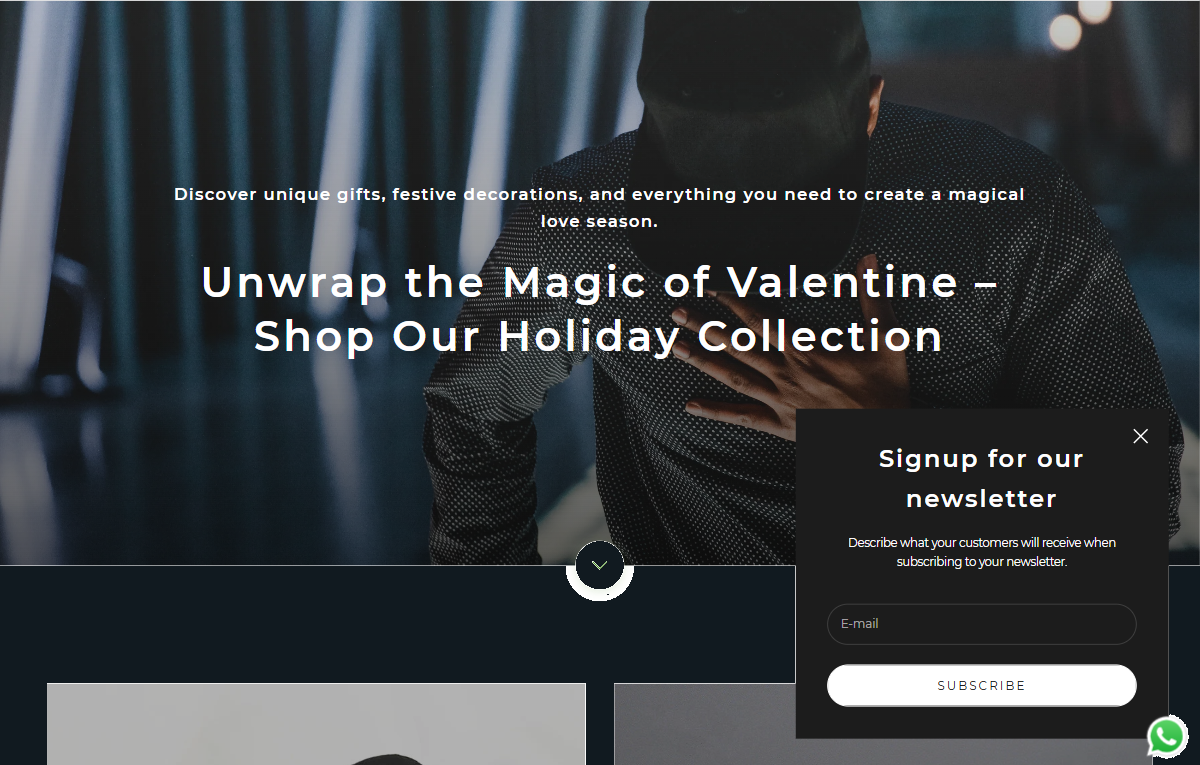 Discover unique gifts, festive decorations, and everything you need to create a magical
love season.
Unwrap the Magic of Valentine –
Shop Our Holiday Collection
Signup for our
newsletter
Describe what your customers will receive when
subscribing to your newsletter.
E-mail
SUBSCRIBE